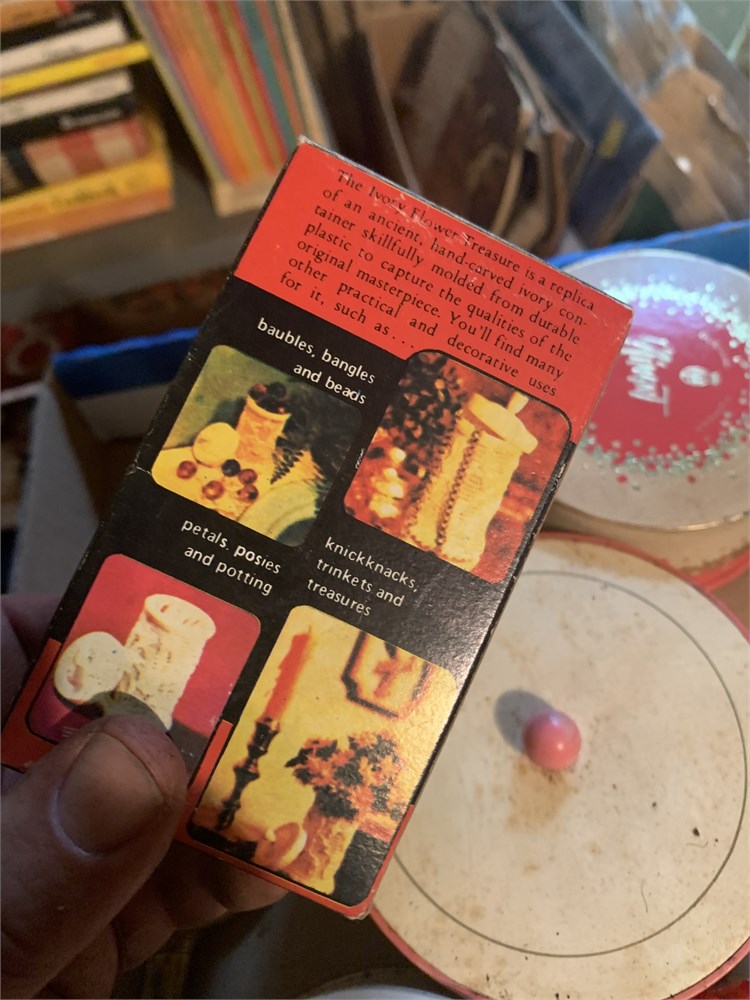 The Ivory Flower Treasure is a replica
of an ancient, hand-carved ivory con-
tainer skillfully molded from durable
plastic to capture the qualities of the
original masterpiece. You'll find many
other practical and decorative uses
for it, such as...
baubles, bangles
and beads
petals, posies
and potting
knickknacks,
trinkets and
treasures